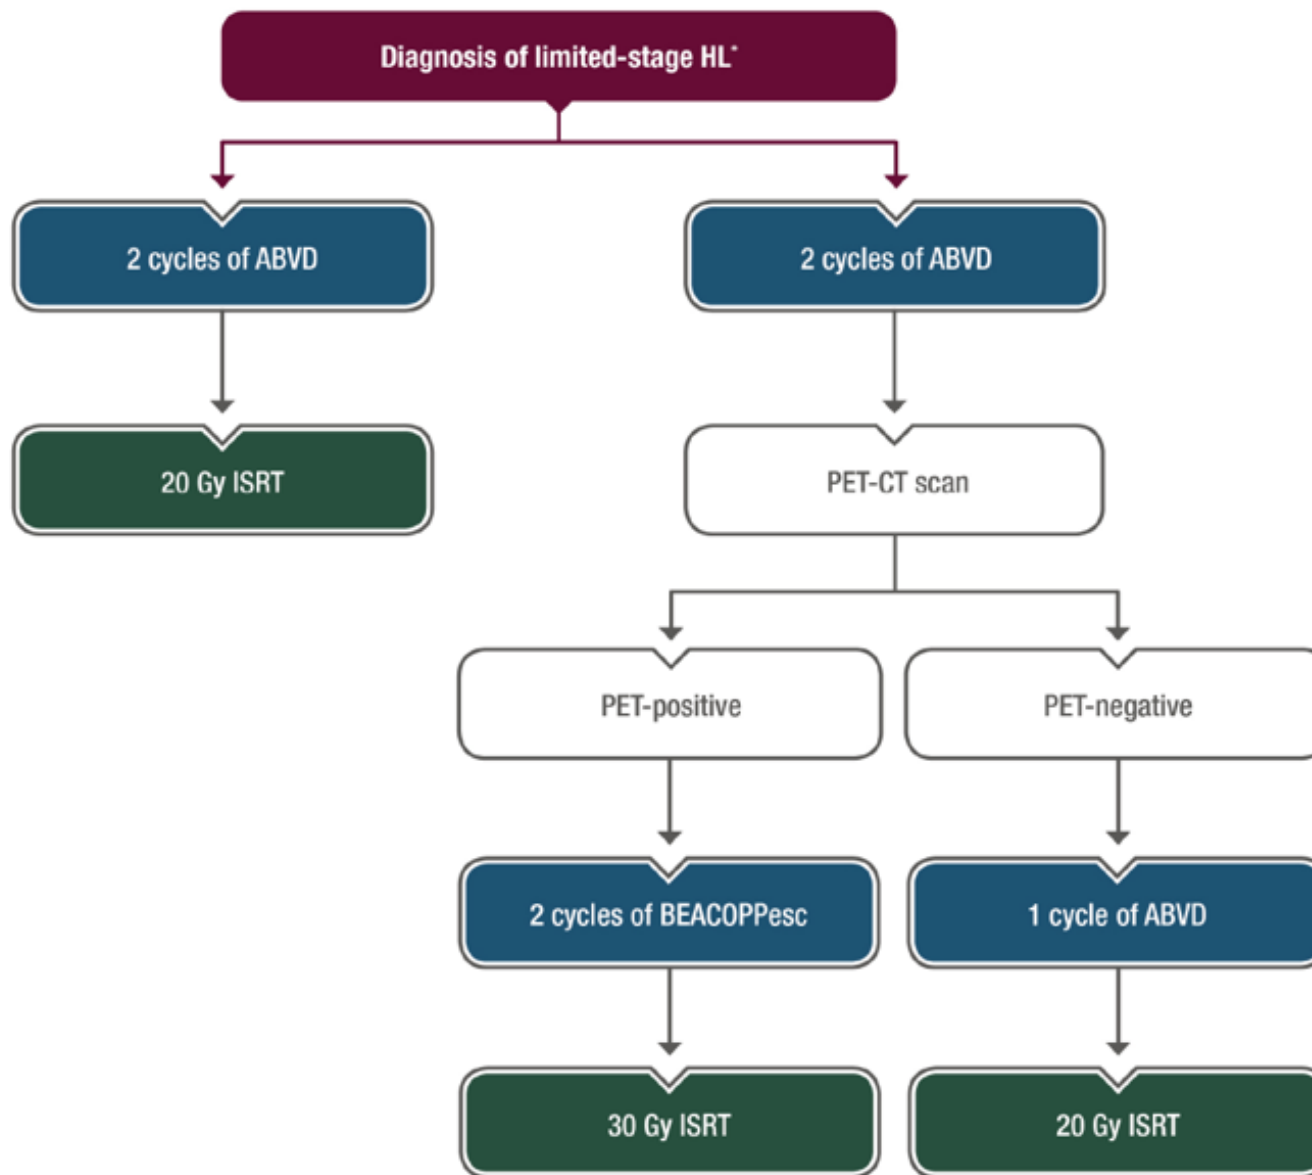 Diagnosis of limited-stage HL*
2 cycles of ABVD
2 cycles of ABVD
20 Gy ISRT
PET-CT scan
PET-positive
PET-negative
2 cycles of BEACOPPesc
1 cycle of ABVD
30 Gy ISRT
20 Gy ISRT